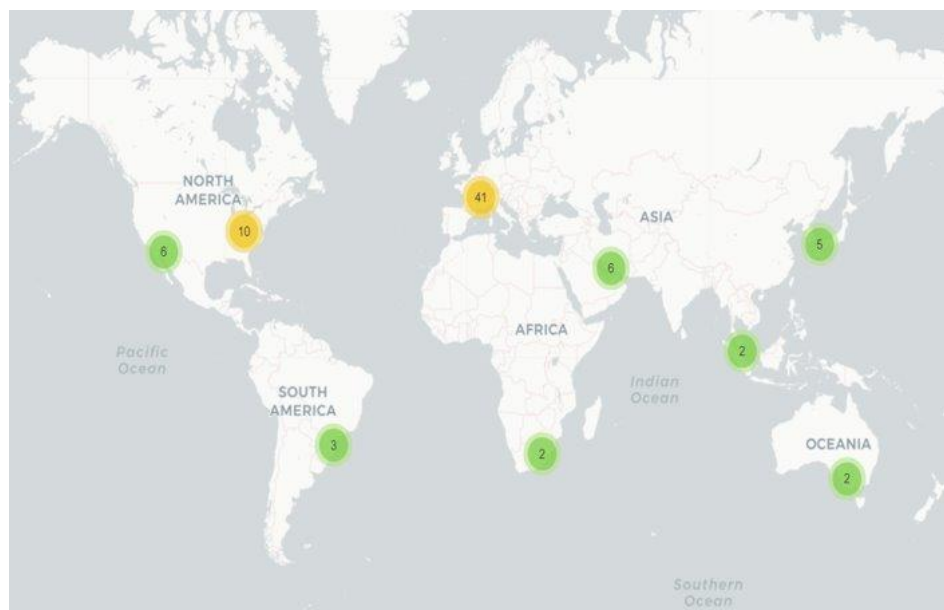 NORTH
AMERICA
41
ASIA
10
6
5
6
AFRICA
Pacific
Ocean
2
Indian
Ocean
SOUTH
AMERICA
3
2
OCEANIA
2
Southern
Ocean